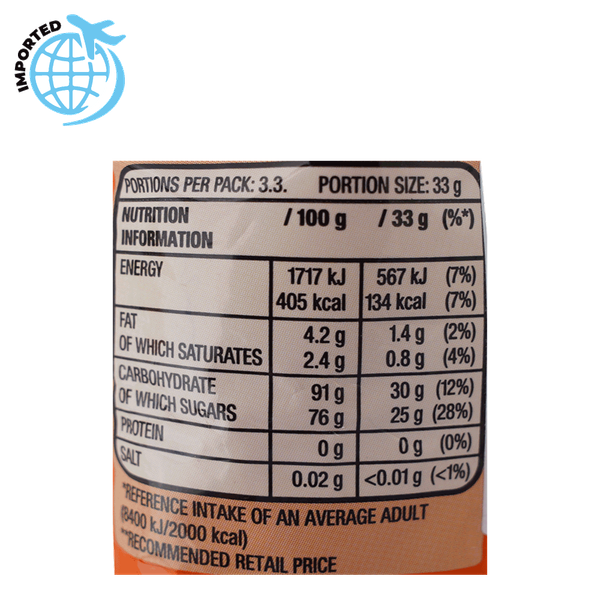 IMPORTED
PORTIONS PER PACK: 3.3. PORTION SIZE: 33 g
NUTRITION INFORMATION / 100 g / 33 g (%*)
ENERGY 1717 kJ 567 kJ (7%)
405 kcal 134 kcal (7%)
FAT 4.2 g 1.4 g (2%)
OF WHICH SATURATES 2.4 g 0.8 g (4%)
CARBOHYDRATE 91 g 30 g (12%)
OF WHICH SUGARS 76 g 25 g (28%)
PROTEIN 0 g 0 g (0%)
SALT 0.02 g <0.01 g (<1%)
*REFERENCE INTAKE OF AN AVERAGE ADULT
(8400 kJ/2000 kcal)
**RECOMMENDED RETAIL PRICE